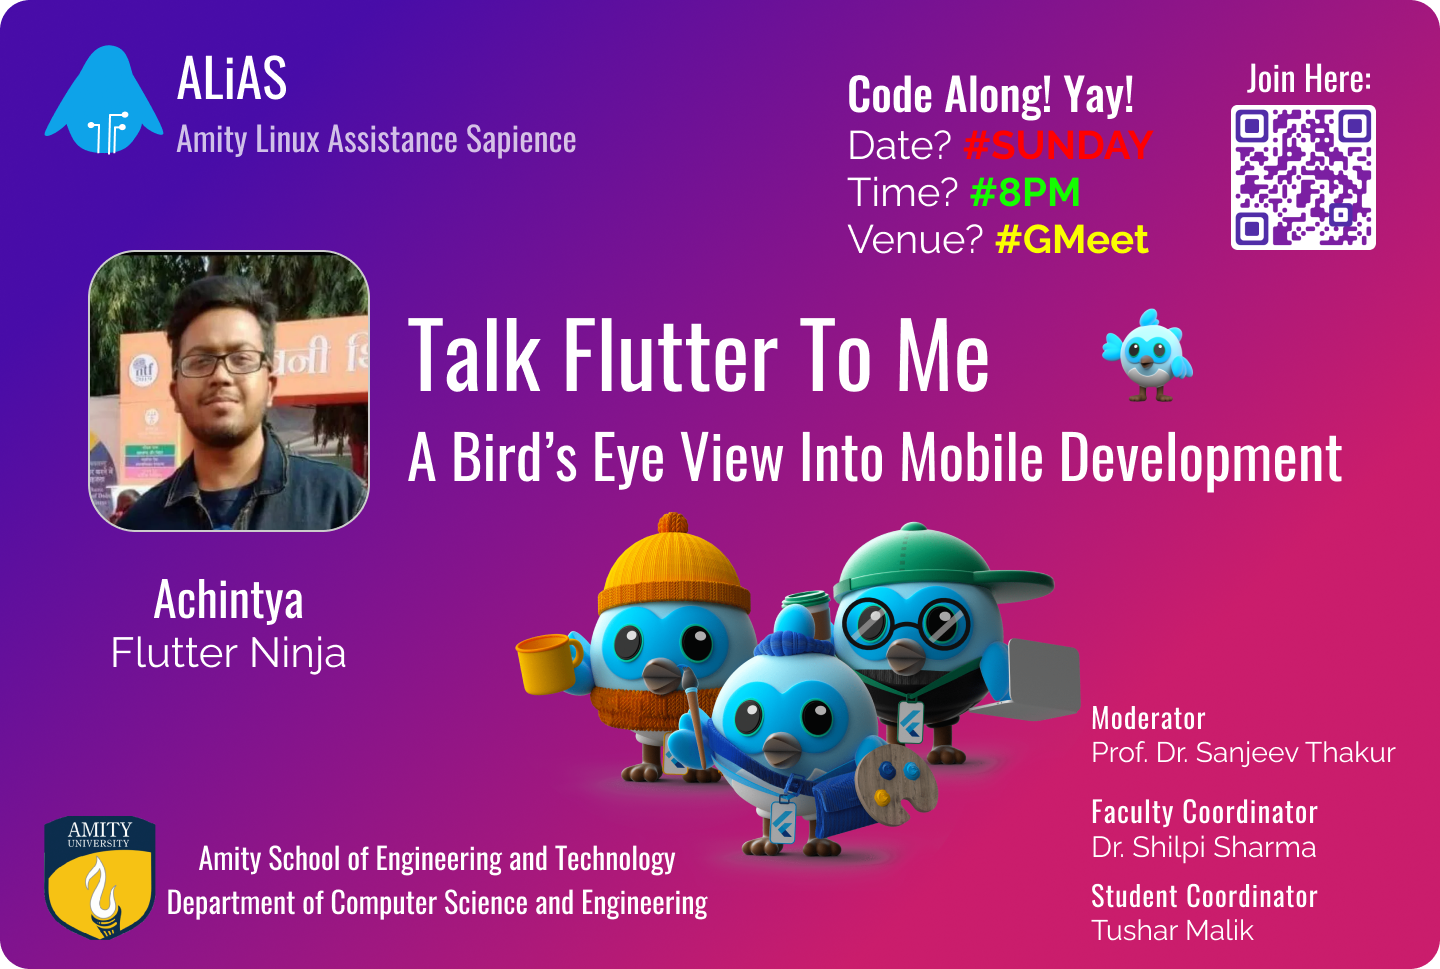 ALiAS
Amity Linux Assistance Sapience
Code Along! Yay!
Date? #SUNDAY
Time? #8PM
Venue? #GMeet
Join Here:
Talk Flutter To Me
A Bird’s Eye View Into Mobile Development
Achintya
Flutter Ninja
Moderator
Prof. Dr. Sanjeev Thakur
Faculty Coordinator
Dr. Shilpi Sharma
Student Coordinator
Tushar Malik
AMITY
UNIVERSITY
Amity School of Engineering and Technology
Department of Computer Science and Engineering